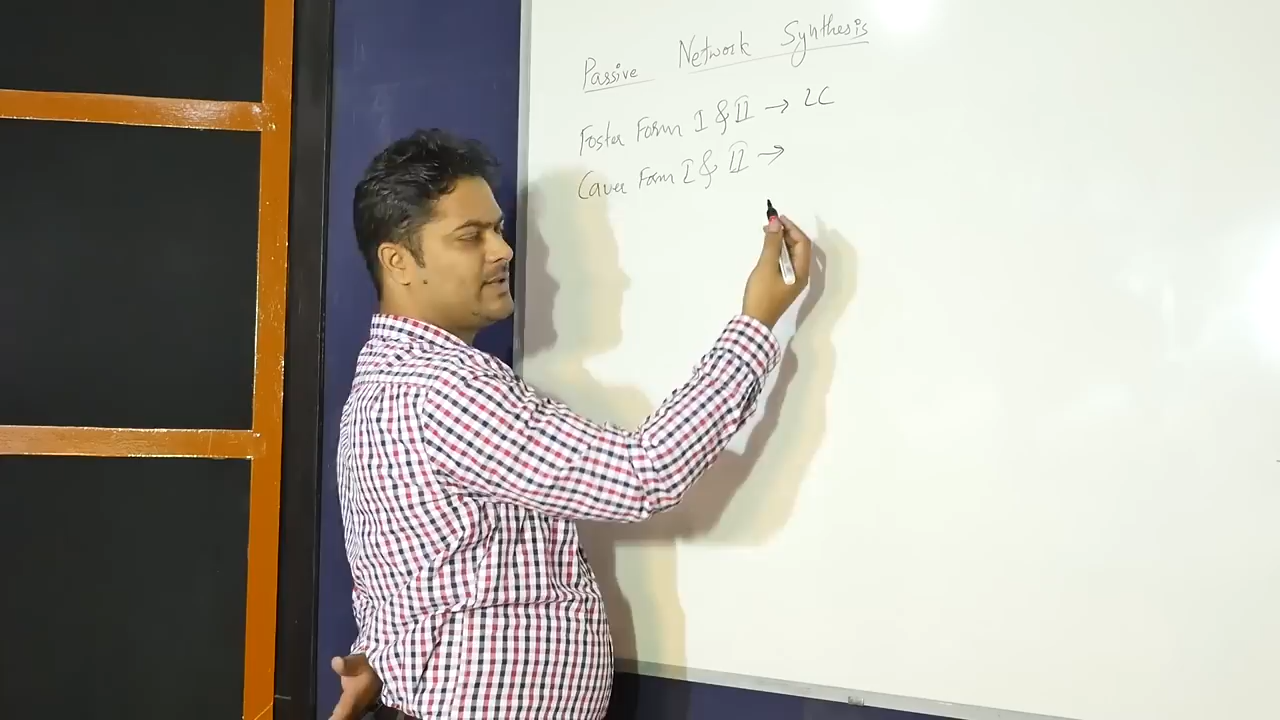 Passive Network Synthesis
Foster Form I & II → LC
Cauer Form I & II →